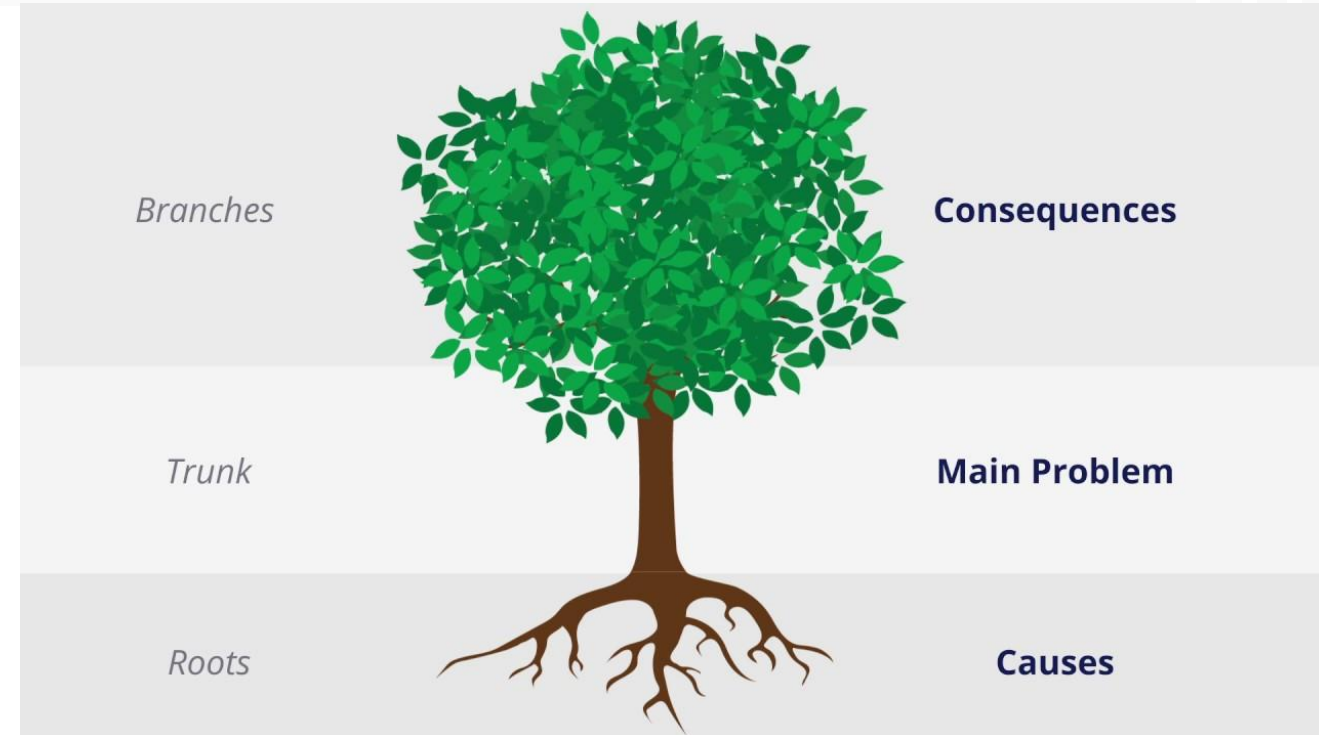 Branches
Consequences
Trunk
Main Problem
Roots
Causes